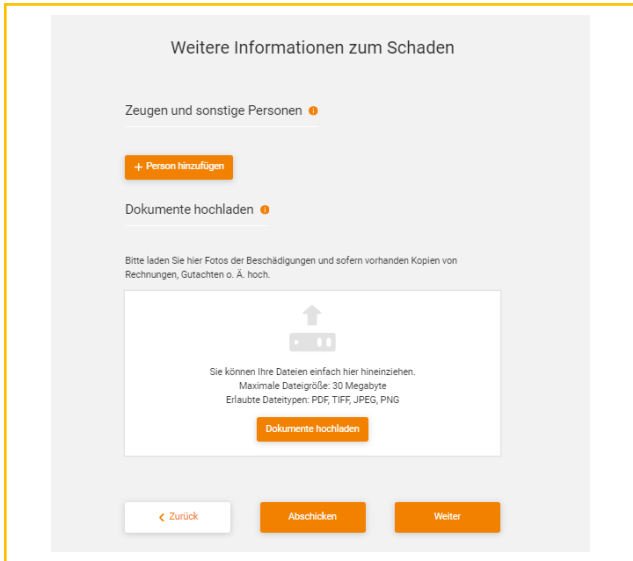 Weitere Informationen zum Schaden
Zeugen und sonstige Personen
+ Person hinzufügen
Dokumente hochladen
Bitte laden Sie hier Fotos der Beschädigungen und sofern vorhanden Kopien von
Rechnungen, Gutachten o. Ä. hoch.
Sie können Ihre Dateien einfach hier hineinziehen.
Maximale Dateigröße: 30 Megabyte
Erlaubte Dateitypen: PDF, TIFF, JPEG, PNG
Dokumente hochladen
Zurück
Abschicken
Weiter